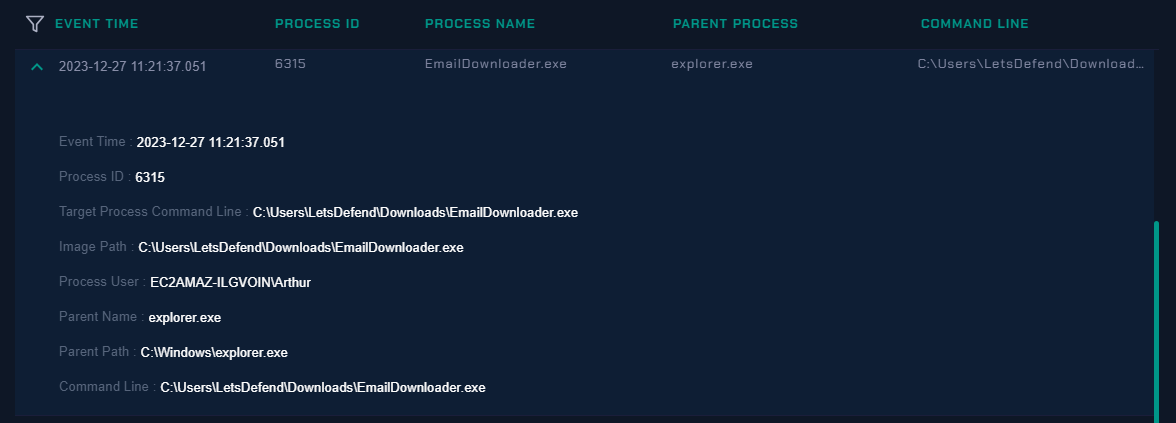 EVENT TIME PROCESS ID PROCESS NAME PARENT PROCESS COMMAND LINE
2023-12-27 11:21:37.051 6315 EmailDownloader.exe explorer.exe C:\Users\LetsDefend\Download...
Event Time : 2023-12-27 11:21:37.051
Process ID : 6315
Target Process Command Line : C:\Users\LetsDefend\Downloads\EmailDownloader.exe
Image Path : C:\Users\LetsDefend\Downloads\EmailDownloader.exe
Process User : EC2AMAZ-ILGVOIN\Arthur
Parent Name : explorer.exe
Parent Path : C:\Windows\explorer.exe
Command Line : C:\Users\LetsDefend\Downloads\EmailDownloader.exe